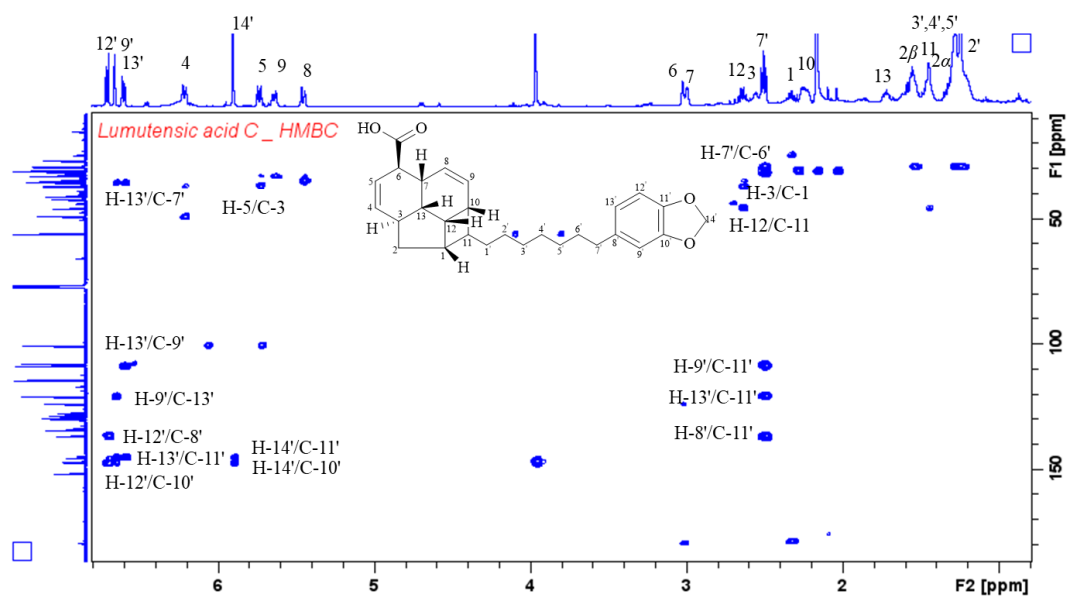 14'
3',4',5'
12'
9'
7'
2'
13'
4
5
9
8
6
7
12
3
1
10
2β
11
2α
13
Lumutensic acid C _ HMBC
HO
O
H
8
6
5
7
9
H-7'/C-6'
H
10
H-13'/C-7'
H-5/C-3
4
3
13
12
H
H
H
2
1
11
H
1'
2'
3'
4'
5'
6'
7'
8'
9'
10'
11'
12'
13'
14'
O
O
H-3/C-1
H-12/C-11
H-13'/C-9'
H-9'/C-11'
H-9'/C-13'
H-13'/C-11'
H-12'/C-8'
H-8'/C-11'
H-13'/C-11'
H-14'/C-11'
H-14'/C-10'
H-12'/C-10'
F1 [ppm]
50
100
150
6
5
4
3
2
F2 [ppm]